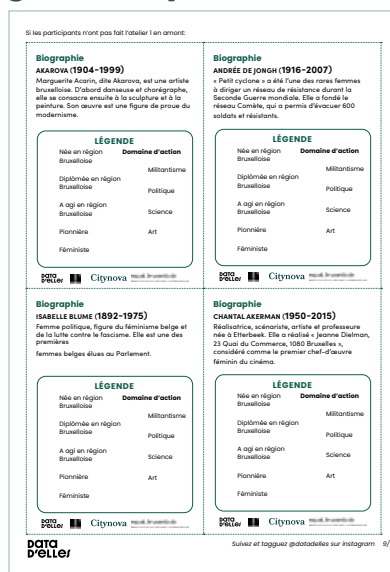 Si les participants n'ont pas fait l'atelier 1 en amont:
Biographie
AKAROVA (1904-1999)
Marguerite Acarin, dite Akarova, est une artiste
bruxelloise. D'abord danseuse et chorégraphe,
elle se consacre ensuite à la sculpture et à la
peinture. Son œuvre est une figure de proue du
modernisme.
LÉGENDE
Née en région
Bruxelloise
Diplômée en région
Bruxelloise
A agi en région
Bruxelloise
Pionnière
Féministe
Domaine d'action
Militantisme
Politique
Science
Art
DATA
D'ELLES
Citynova
Biographie
ANDRÉE DE JONGH (1916-2007)
« Petit cyclone » a été l'une des rares femmes
à diriger un réseau de résistance durant la
Seconde Guerre mondiale. Elle a fondé le
réseau Comète, qui a permis d'évacuer 600
soldats et résistants.
LÉGENDE
Née en région
Bruxelloise
Diplômée en région
Bruxelloise
A agi en région
Bruxelloise
Pionnière
Féministe
Domaine d'action
Militantisme
Politique
Science
Art
DATA
D'ELLES
Citynova
Biographie
ISABELLE BLUME (1892-1975)
Femme politique, figure du féminisme belge et
de la lutte contre le fascisme. Elle est une des
premières
femmes belges élues au Parlement.
LÉGENDE
Née en région
Bruxelloise
Diplômée en région
Bruxelloise
A agi en région
Bruxelloise
Pionnière
Féministe
Domaine d'action
Militantisme
Politique
Science
Art
DATA
D'ELLES
Citynova
Biographie
CHANTAL AKERMAN (1950-2015)
Réalisatrice, scénariste, artiste et professeure
née à Etterbeek. Elle a réalisé « Jeanne Dielman,
23 Quai du Commerce, 1080 Bruxelles »,
considéré comme le premier chef-d'œuvre
féminin du cinéma.
LÉGENDE
Née en région
Bruxelloise
Diplômée en région
Bruxelloise
A agi en région
Bruxelloise
Pionnière
Féministe
Domaine d'action
Militantisme
Politique
Science
Art
DATA
D'ELLES
Citynova
DATA
D'ELLES
Suivez et tagguez @datadelles sur instagram 9/